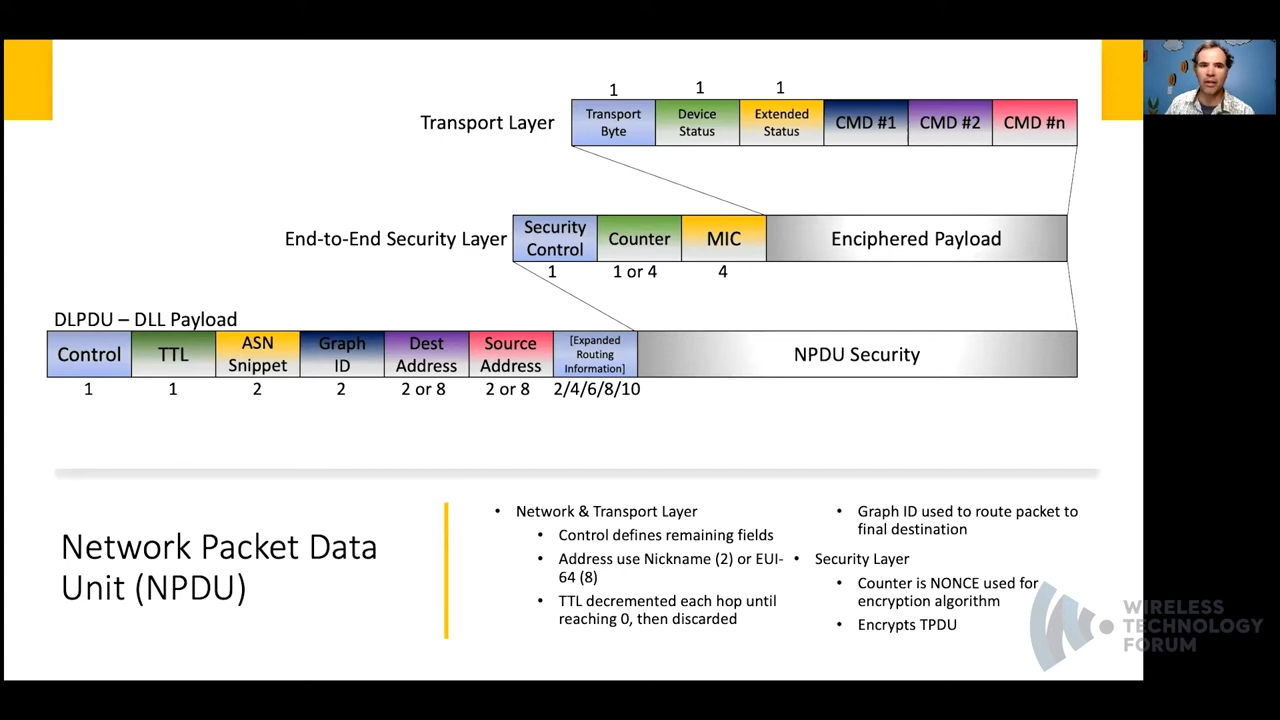 1
1
1
Transport Layer
Transport
Byte
Device
Status
Extended
Status
CMD #1
CMD #2
CMD #n
End-to-End Security Layer
Security
Control
Counter
MIC
Enciphered Payload
1
1 or 4
4
DLPDU – DLL Payload
Control
TTL
ASN
Snippet
Graph
ID
Dest
Address
Source
Address
[Expanded
Routing
Information]
NPDU Security
1
1
2
2
2 or 8
2 or 8
2/4/6/8/10
Network Packet Data
Unit (NPDU)
• Network & Transport Layer
• Control defines remaining fields
• Address use Nickname (2) or EUI-
64 (8)
• TTL decremented each hop until
reaching 0, then discarded
• Graph ID used to route packet to
final destination
• Security Layer
• Counter is NONCE used for
encryption algorithm
• Encrypts TPDU
WIRELESS
TECHNOLOGY
FORUM